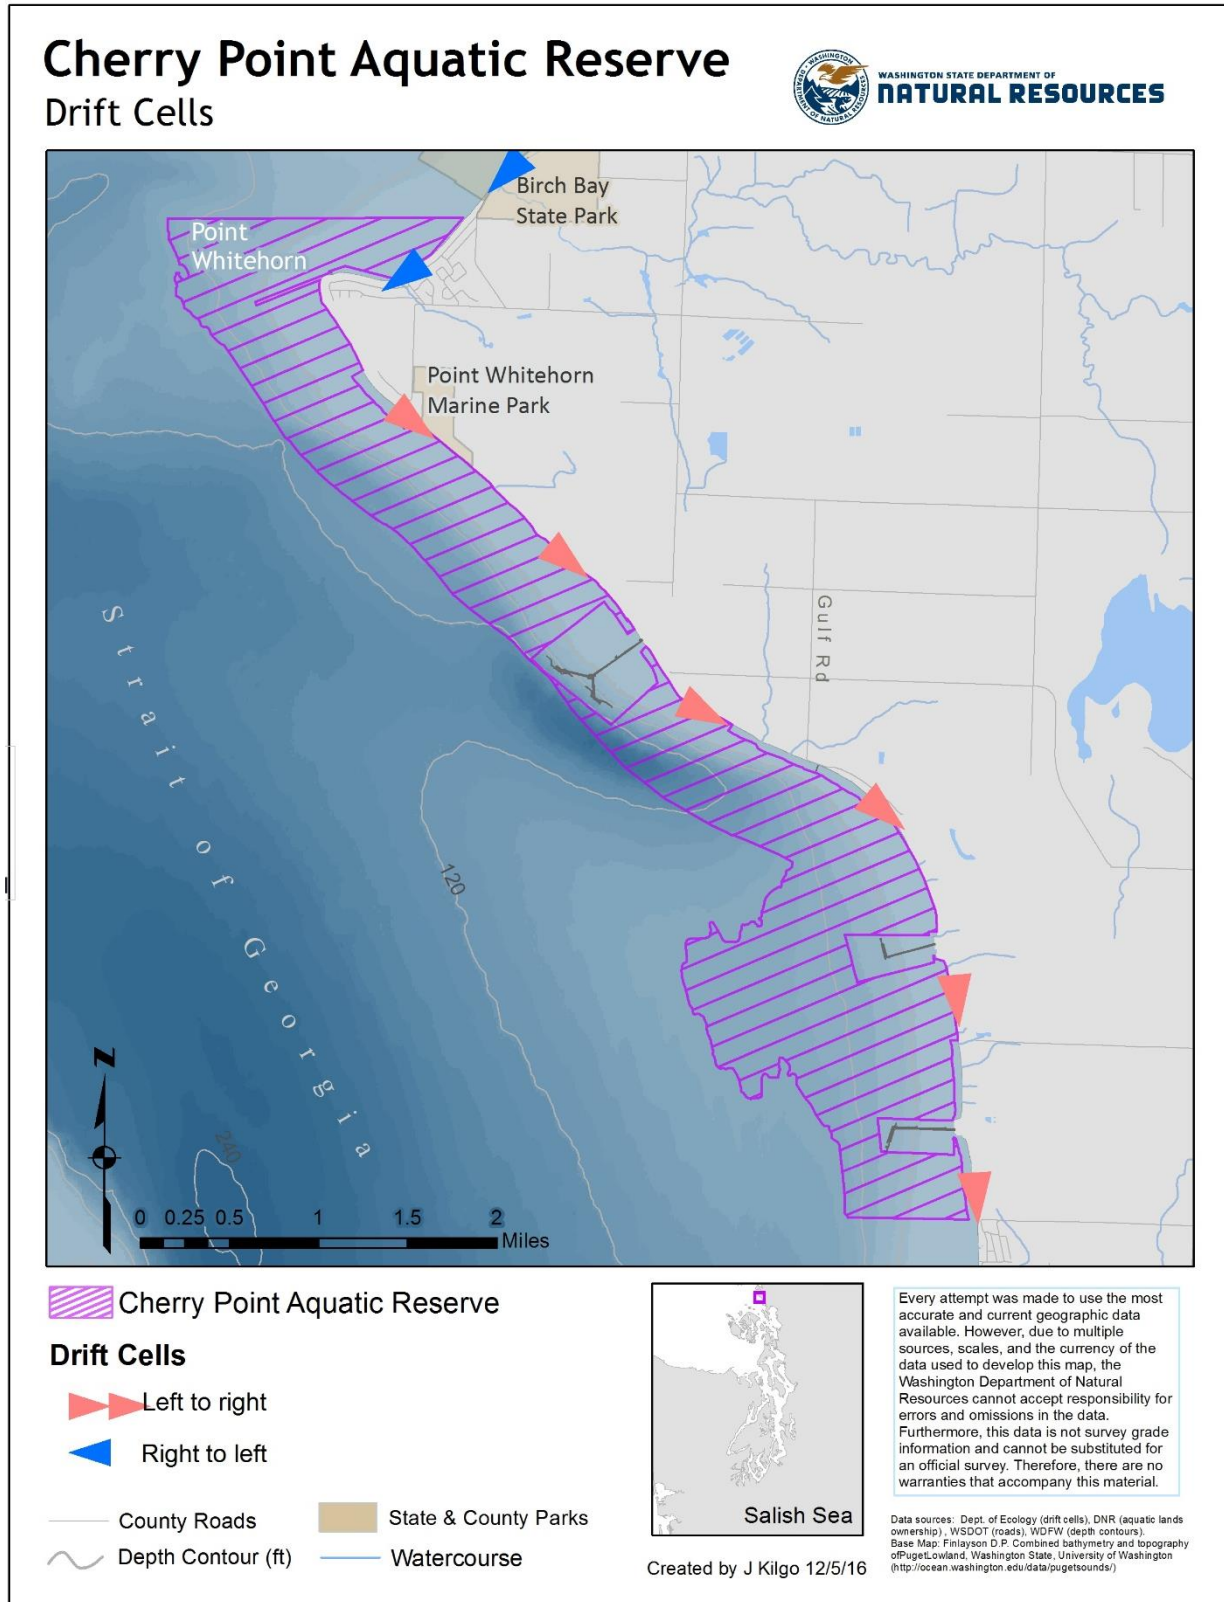 Cherry Point Aquatic Reserve
Drift Cells
WASHINGTON STATE DEPARTMENT OF
NATURAL RESOURCES
WASHINGTON
DEPARTMENT OF NATURAL RESOURCES
Birch Bay
State Park
Point
Whitehorn
Point Whitehorn
Marine Park
Gulf Rd
Strait of Georgia
120
240
N
0 0.25 0.5 1 1.5 2
Miles
Cherry Point Aquatic Reserve
Drift Cells
Left to right
Right to left
County Roads
State & County Parks
Depth Contour (ft)
Watercourse
Salish Sea
Created by J Kilgo 12/5/16
Every attempt was made to use the most
accurate and current geographic data
available. However, due to multiple
sources, scales, and the currency of the
data used to develop this map, the
Washington Department of Natural
Resources cannot accept responsibility for
errors and omissions in the data.
Furthermore, this data is not survey grade
information and cannot be substituted for
an official survey. Therefore, there are no
warranties that accompany this material.
Data sources: Dept. of Ecology (drift cells), DNR (aquatic lands
ownership) , WSDOT (roads), WDFW (depth contours).
Base Map: Finlayson D.P. Combined bathymetry and topography
ofPugetLowland, Washington State, University of Washington
(http://ocean.washington.edu/data/pugetsounds/)